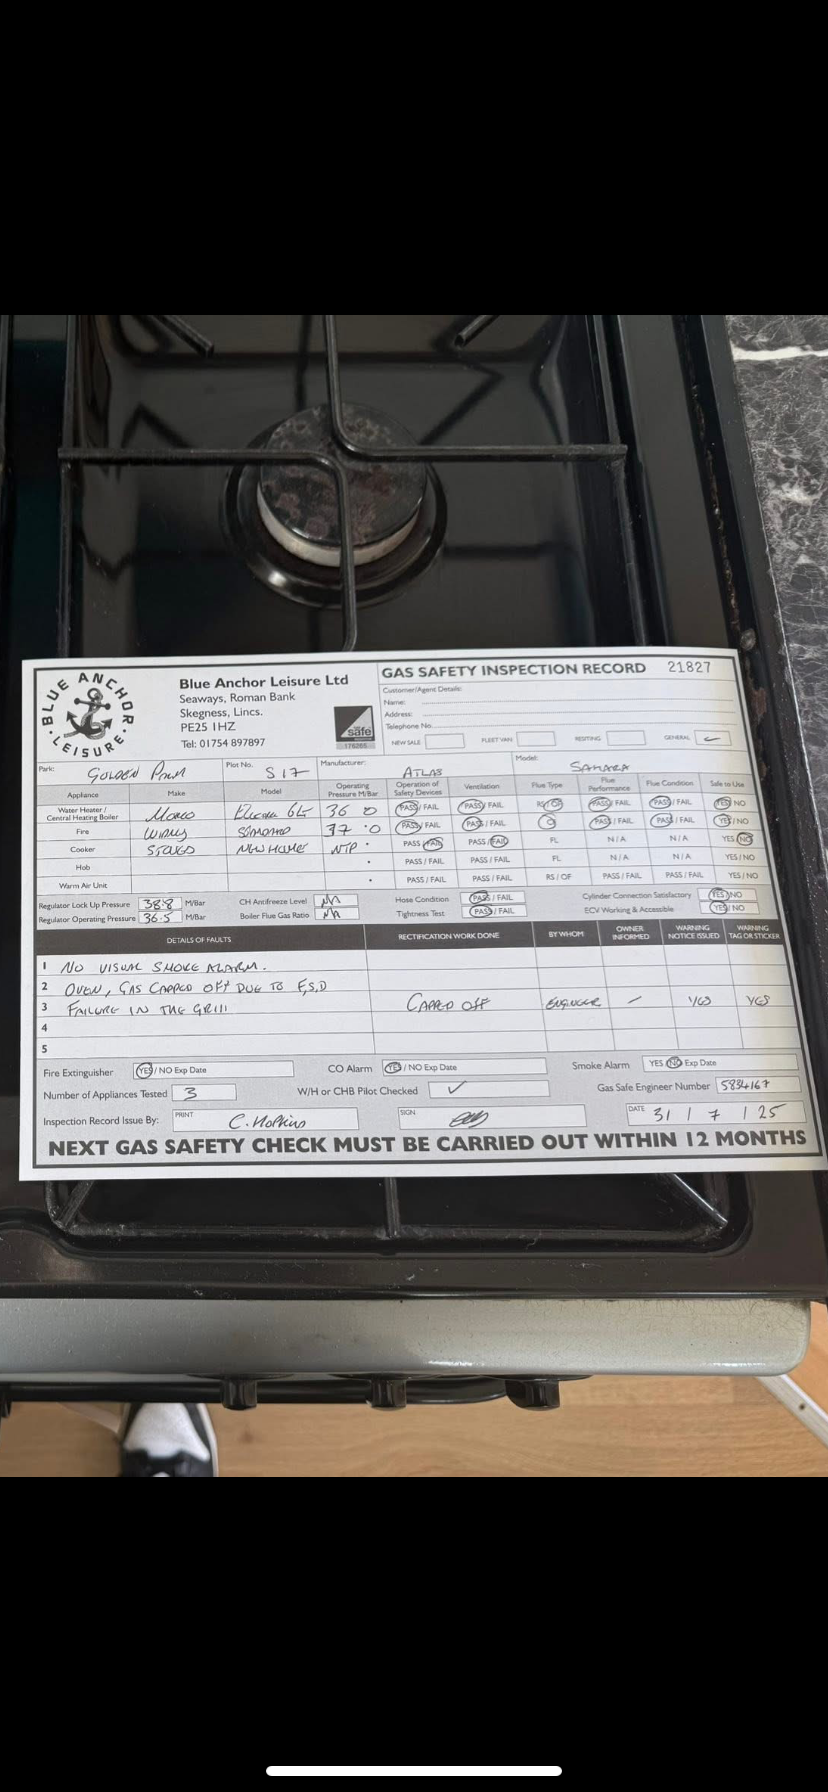 BLUE ANCHOR LEISURE
Blue Anchor Leisure Ltd
Seaways, Roman Bank
Skegness, Lincs.
PE25 1HZ
Tel: 01754 897897
safe
GAS SAFETY INSPECTION RECORD 21827
Customer/Agent Details:
Name:
Address:
Telephone No.
NEW SALE FLEET VAN RESITING GENERAL ✓
Park: GOLDEN PALM Plot No. S17 Manufacturer: ATLAS Model: SAHARA
Appliance Make Model Operating Pressure M/Bar Operation of Safety Devices Ventilation Flue Type Flue Performance Flue Condition Safe to Use
Water Heater / Central Heating Boiler MORCO 36 0 PASS/FAIL PASS/FAIL RS/OF PASS/FAIL PASS/FAIL YES/NO
Fire 37.0 PASS/FAIL PASS/FAIL PASS/FAIL PASS/FAIL YES/NO
Cooker STOVES NEW HOME NTP . PASS/FAIL PASS/FAIL FL N/A N/A YES/NO
Hob . PASS/FAIL PASS/FAIL FL N/A N/A YES/NO
Warm Air Unit . PASS/FAIL PASS/FAIL RS/OF PASS/FAIL PASS/FAIL YES/NO
Regulator Lock Up Pressure 38.8 M/Bar CH Antifreeze Level NA Hose Condition PASS/FAIL Cylinder Connection Satisfactory YES/NO
Regulator Operating Pressure 36.5 M/Bar Boiler Flue Gas Ratio NA Tightness Test PASS/FAIL ECV Working & Accessible YES/NO
DETAILS OF FAULTS RECTIFICATION WORK DONE BY WHOM OWNER INFORMED WARNING NOTICE ISSUED WARNING TAG OR STICKER
1 NO VISUAL SMOKE ALARM.
2 OVEN, GAS CAPPED OFF DUE TO F,S,D
3 FAILURE IN THE GRILL CAPPED OFF ENGINEER / YES YES
4
5
Fire Extinguisher YES/NO Exp Date CO Alarm YES/NO Exp Date Smoke Alarm YES/NO Exp Date
Number of Appliances Tested 3 W/H or CHB Pilot Checked ✓ Gas Safe Engineer Number 5834167
Inspection Record Issue By: PRINT C. HOPKINS SIGN DATE 31/7/25
NEXT GAS SAFETY CHECK MUST BE CARRIED OUT WITHIN 12 MONTHS